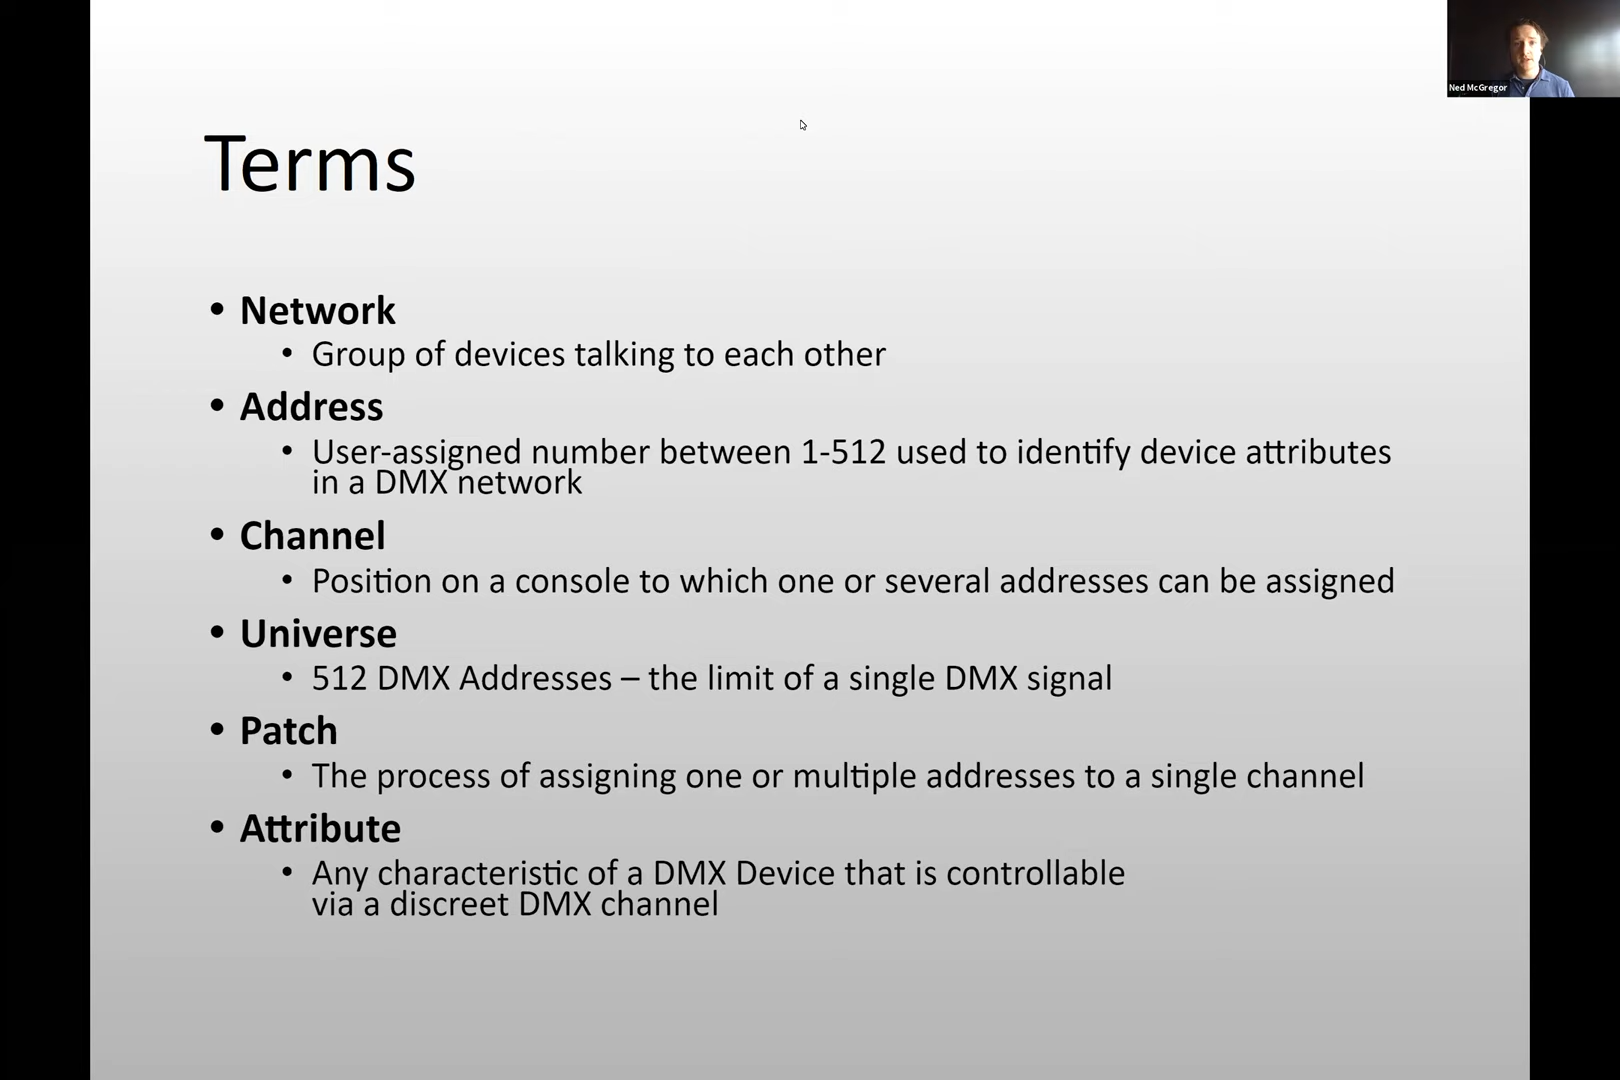 Ned McGregor
Terms
• Network
• Group of devices talking to each other
• Address
• User-assigned number between 1-512 used to identify device attributes
in a DMX network
• Channel
• Position on a console to which one or several addresses can be assigned
• Universe
• 512 DMX Addresses – the limit of a single DMX signal
• Patch
• The process of assigning one or multiple addresses to a single channel
• Attribute
• Any characteristic of a DMX Device that is controllable
via a discreet DMX channel